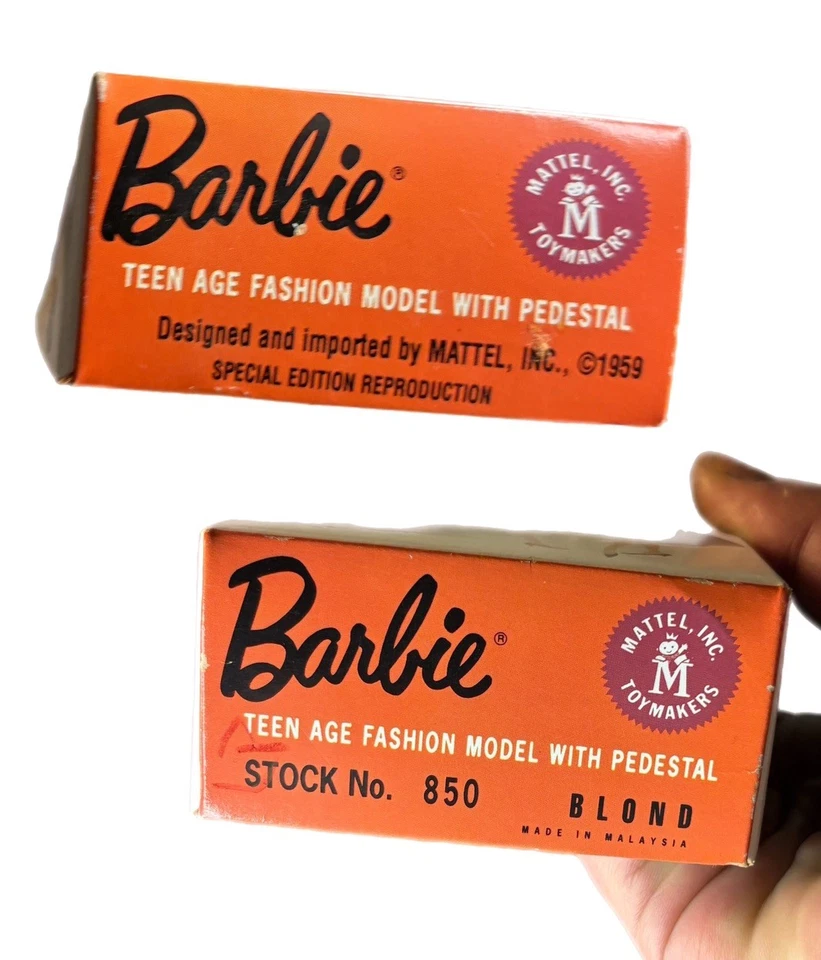 Barbie®
MATTEL, INC.
M
TOYMAKERS
TEEN AGE FASHION MODEL WITH PEDESTAL
Designed and imported by MATTEL, INC., ©1959
SPECIAL EDITION REPRODUCTION
Barbie®
MATTEL, INC.
M
TOYMAKERS
TEEN AGE FASHION MODEL WITH PEDESTAL
STOCK No. 850
BLOND
MADE IN MALAYSIA